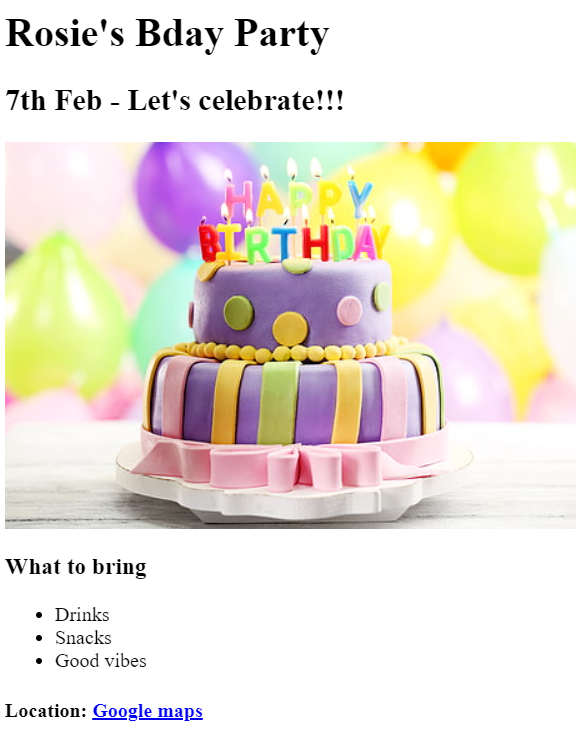 Rosie's Bday Party
7th Feb - Let's celebrate!!!
HAPPY
BIRTHDAY
What to bring
Drinks
Snacks
Good vibes
Location: Google maps